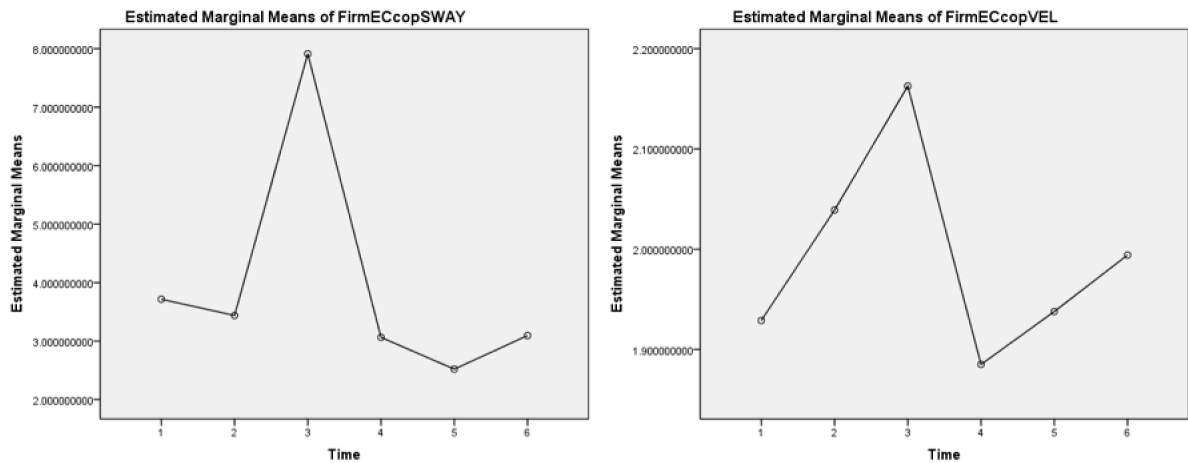 Estimated Marginal Means of FirmECcopSWAY
Estimated Marginal Means
8.000000000
7.000000000
6.000000000
5.000000000
4.000000000
3.000000000
2.000000000
1 2 3 4 5 6
Time
Estimated Marginal Means of FirmECcopVEL
Estimated Marginal Means
2.200000000
2.100000000
2.000000000
1.900000000
1 2 3 4 5 6
Time